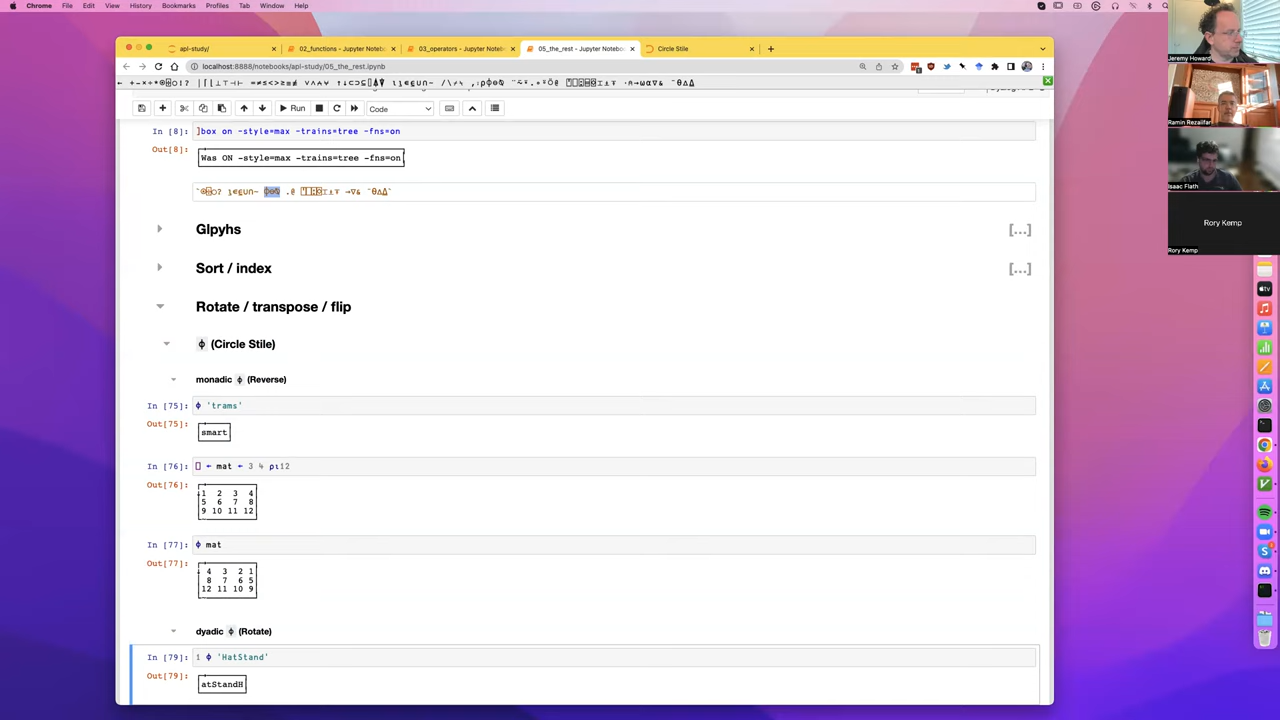 Chrome File Edit View History Bookmarks Profiles Tab Window Help
apl-study/
02_functions - Jupyter Notebo
03_operators - Jupyter Notebo
05_the_rest - Jupyter Noteboo
Circle Stile
localhost:8888/notebooks/apl-study/05_the_rest.ipynb
Run
Code
In [8]: ]box on -style=max -trains=tree -fns=on
Out[8]: Was ON -style=max -trains=tree -fns=on
Glpyhs
[...]
Sort / index
[...]
Rotate / transpose / flip
⌽ (Circle Stile)
monadic ⌽ (Reverse)
In [75]: ⌽ 'trams'
Out[75]: smart
In [76]: ⎕ ← mat ← 3 4 ⍴⍳12
Out[76]: 1 2 3 4
5 6 7 8
9 10 11 12
In [77]: ⌽ mat
Out[77]: 4 3 2 1
8 7 6 5
12 11 10 9
dyadic ⌽ (Rotate)
In [79]: 1 ⌽ 'HatStand'
Out[79]: atStandH
Jeremy Howard
Ramin Rezaiifar
Isaac Flath
Rory Kemp
Rory Kemp